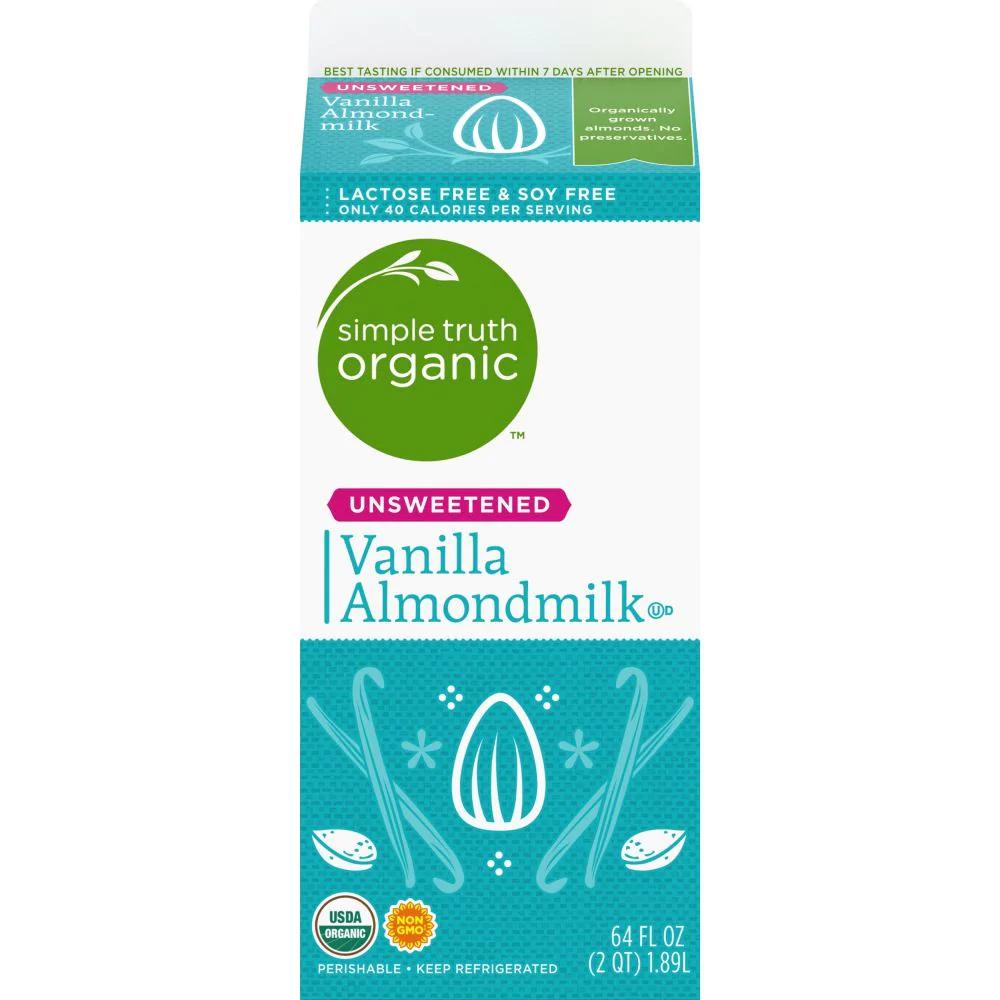 BEST TASTING IF CONSUMED WITHIN 7 DAYS AFTER OPENING
UNSWEETENED
Vanilla
Almond-
milk
Organically
grown
almonds. No
preservatives.
LACTOSE FREE & SOY FREE
ONLY 40 CALORIES PER SERVING
simple truth
organic
TM
UNSWEETENED
Vanilla
Almondmilk UD
USDA
ORGANIC
NON
GMO
PERISHABLE • KEEP REFRIGERATED
64 FL OZ
(2 QT) 1.89L